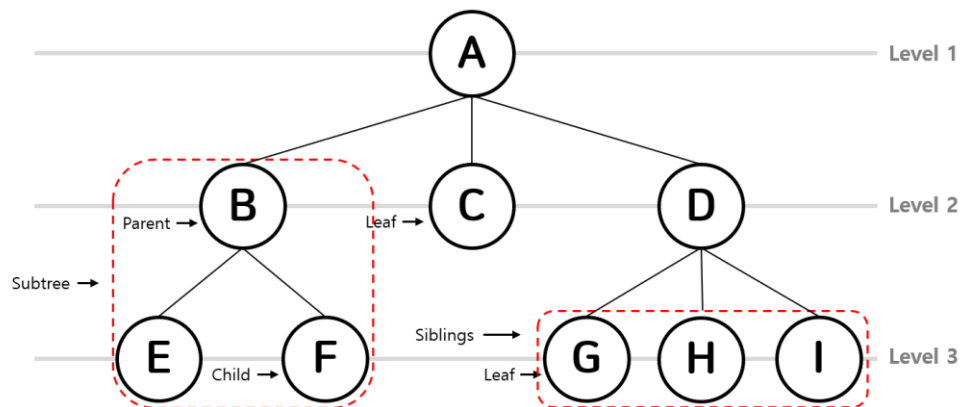 A
Level 1
B
C
D
Level 2
Parent
Leaf
Subtree
Siblings
E
F
G
H
I
Level 3
Child
Leaf